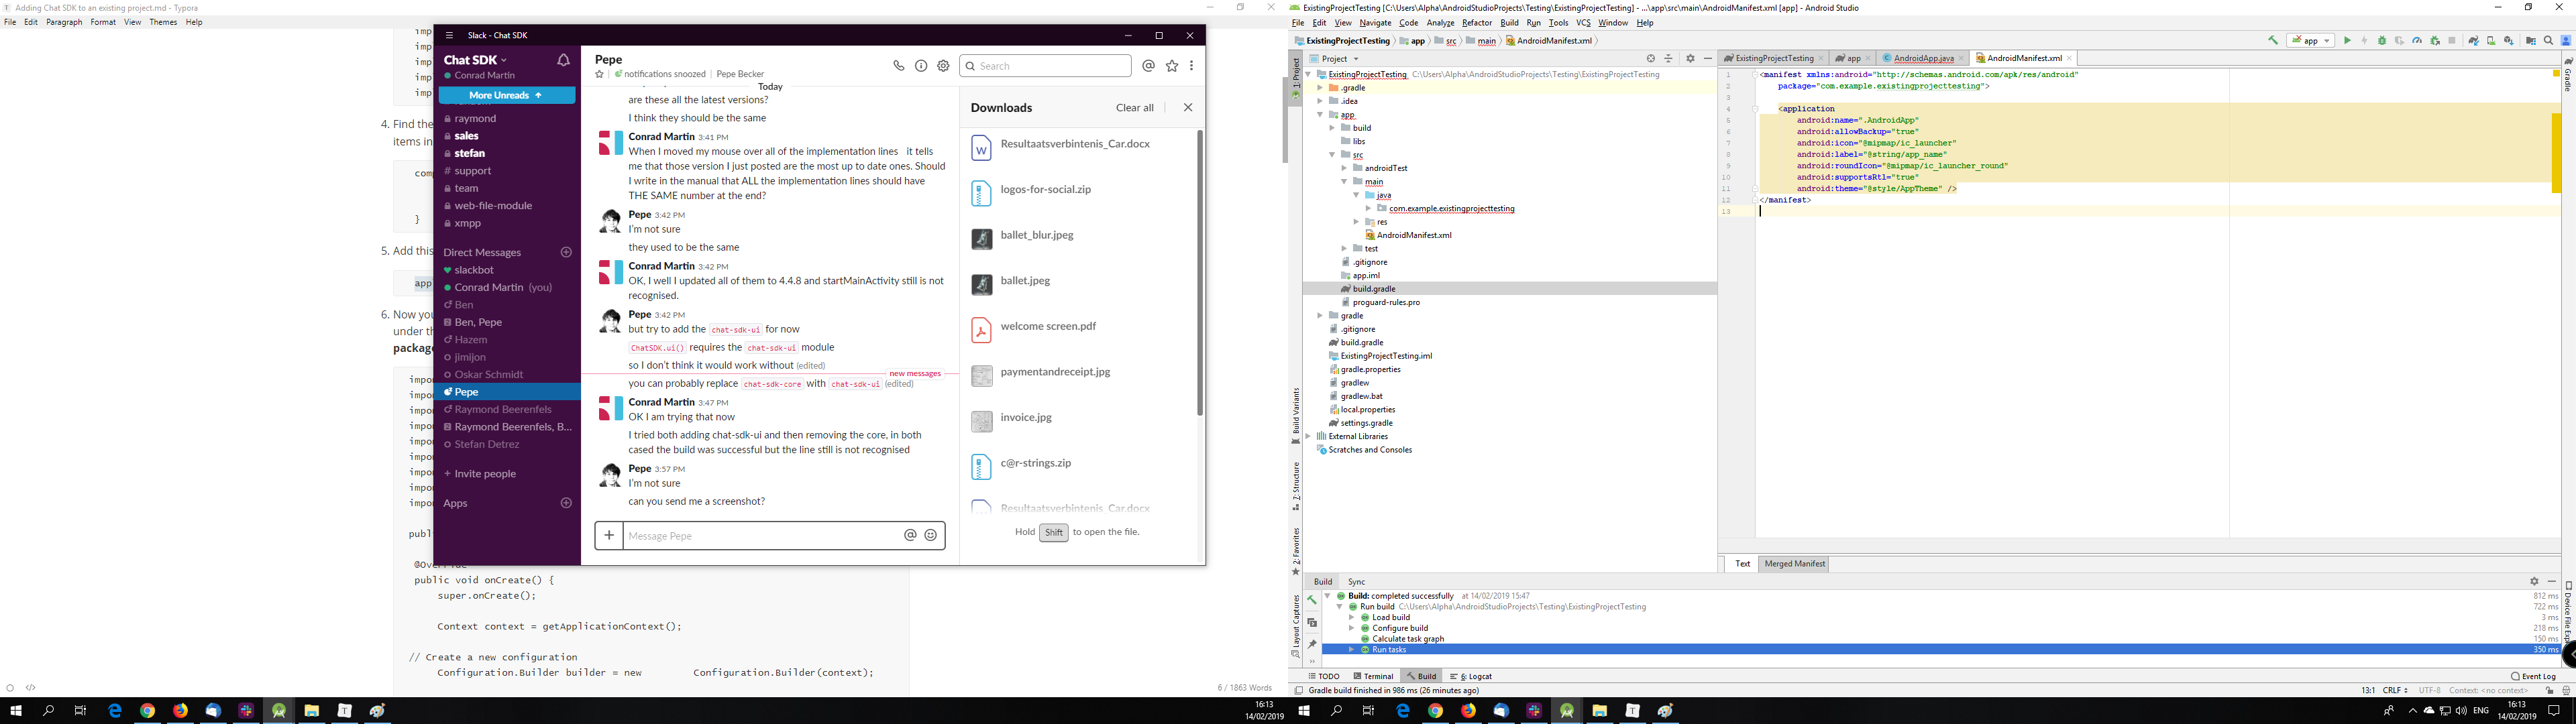 Adding Chat SDK to an existing project.md - Typora
File Edit Paragraph Format View Themes Help
imp
imp
imp
imp
imp
4. Find the
items in
com
}
5. Add this
app
6. Now you
under th
package
impor
impor
impor
impor
impor
impor
impor
impor
impor
publ
@Override
public void onCreate() {
super.onCreate();
Context context = getApplicationContext();
// Create a new configuration
Configuration.Builder builder = new Configuration.Builder(context);
6 / 1863 Words
Slack - Chat SDK
Chat SDK
Conrad Martin
More Unreads
raymond
sales
stefan
# support
team
web-file-module
xmpp
Direct Messages
slackbot
Conrad Martin (you)
Ben
2 Ben, Pepe
Hazem
jimijon
Oskar Schmidt
Pepe
Raymond Beerenfels
2 Raymond Beerenfels, B...
Stefan Detrez
+ Invite people
Apps
Pepe
notifications snoozed | Pepe Becker
Search
Today
are these all the latest versions?
I think they should be the same
Conrad Martin 3:41 PM
When I moved my mouse over all of the implementation lines it tells
me that those version I just posted are the most up to date ones. Should
I write in the manual that ALL the implementation lines should have
THE SAME number at the end?
Pepe 3:42 PM
I'm not sure
they used to be the same
Conrad Martin 3:42 PM
OK, I well I updated all of them to 4.4.8 and startMainActivity still is not
recognised.
Pepe 3:42 PM
but try to add the chat-sdk-ui for now
ChatSDK.ui() requires the chat-sdk-ui module
so I don't think it would work without (edited)
new messages
you can probably replace chat-sdk-core with chat-sdk-ui (edited)
Conrad Martin 3:47 PM
OK I am trying that now
I tried both adding chat-sdk-ui and then removing the core, in both
cased the build was successful but the line still is not recognised
Pepe 3:57 PM
I'm not sure
can you send me a screenshot?
Message Pepe
Downloads
Clear all
Resultaatsverbintenis_Car.docx
logos-for-social.zip
ballet_blur.jpeg
ballet.jpeg
welcome screen.pdf
paymentandreceipt.jpg
invoice.jpg
c@r-strings.zip
Resultaatsverbintenis_Car.docx
Hold Shift to open the file.
16:13
14/02/2019
ExistingProjectTesting [C:\Users\Alpha\AndroidStudioProjects\Testing\ExistingProjectTesting] - ...\app\src\main\AndroidManifest.xml [app] - Android Studio
File Edit View Navigate Code Analyze Refactor Build Run Tools VCS Window Help
ExistingProjectTesting app src main AndroidManifest.xml
app
Project
ExistingProjectTesting app AndroidApp.java AndroidManifest.xml
1: Project
Build Variants
7: Structure
2: Favorites
Layout Captures
Gradle
Device File Expl
ExistingProjectTesting C:\Users\Alpha\AndroidStudioProjects\Testing\ExistingProjectTesting
.gradle
.idea
app
build
libs
src
androidTest
main
java
com.example.existingprojecttesting
res
AndroidManifest.xml
test
.gitignore
app.iml
build.gradle
proguard-rules.pro
gradle
.gitignore
build.gradle
ExistingProjectTesting.iml
gradle.properties
gradlew
gradlew.bat
local.properties
settings.gradle
External Libraries
Scratches and Consoles
1 <manifest xmlns:android="http://schemas.android.com/apk/res/android"
2 package="com.example.existingprojecttesting">
3
4 <application
5 android:name=".AndroidApp"
6 android:allowBackup="true"
7 android:icon="@mipmap/ic_launcher"
8 android:label="@string/app_name"
9 android:roundIcon="@mipmap/ic_launcher_round"
10 android:supportsRtl="true"
11 android:theme="@style/AppTheme" />
12 </manifest>
13
Text Merged Manifest
Build Sync
Build: completed successfully at 14/02/2019 15:47 812 ms
Run build C:\Users\Alpha\AndroidStudioProjects\Testing\ExistingProjectTesting 722 ms
Load build 3 ms
Configure build 218 ms
Calculate task graph 150 ms
Run tasks 350 ms
TODO Terminal Build 6: Logcat Event Log
Gradle build finished in 986 ms (26 minutes ago)
13:1 CRLF UTF-8 Context: <no context>
ENG
16:13
14/02/2019